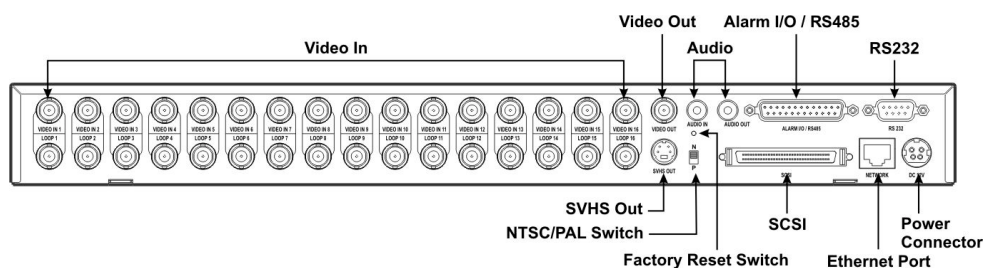 Video Out
Alarm I/O / RS485
Video In
Audio
RS232
VIDEO IN 1
VIDEO IN 2
VIDEO IN 3
VIDEO IN 4
VIDEO IN 5
VIDEO IN 6
VIDEO IN 7
VIDEO IN 8
VIDEO IN 9
VIDEO IN 10
VIDEO IN 11
VIDEO IN 12
VIDEO IN 13
VIDEO IN 14
VIDEO IN 15
VIDEO IN 16
VIDEO OUT
AUDIO IN
AUDIO OUT
ALARM I/O / RS485
RS 232
LOOP 1
LOOP 2
LOOP 3
LOOP 4
LOOP 5
LOOP 6
LOOP 7
LOOP 8
LOOP 9
LOOP 10
LOOP 11
LOOP 12
LOOP 13
LOOP 14
LOOP 15
LOOP 16
N
P
SVHS OUT
SCSI
NETWORK
DC 12V
SVHS Out
SCSI
Power
Connector
NTSC/PAL Switch
Factory Reset Switch
Ethernet Port